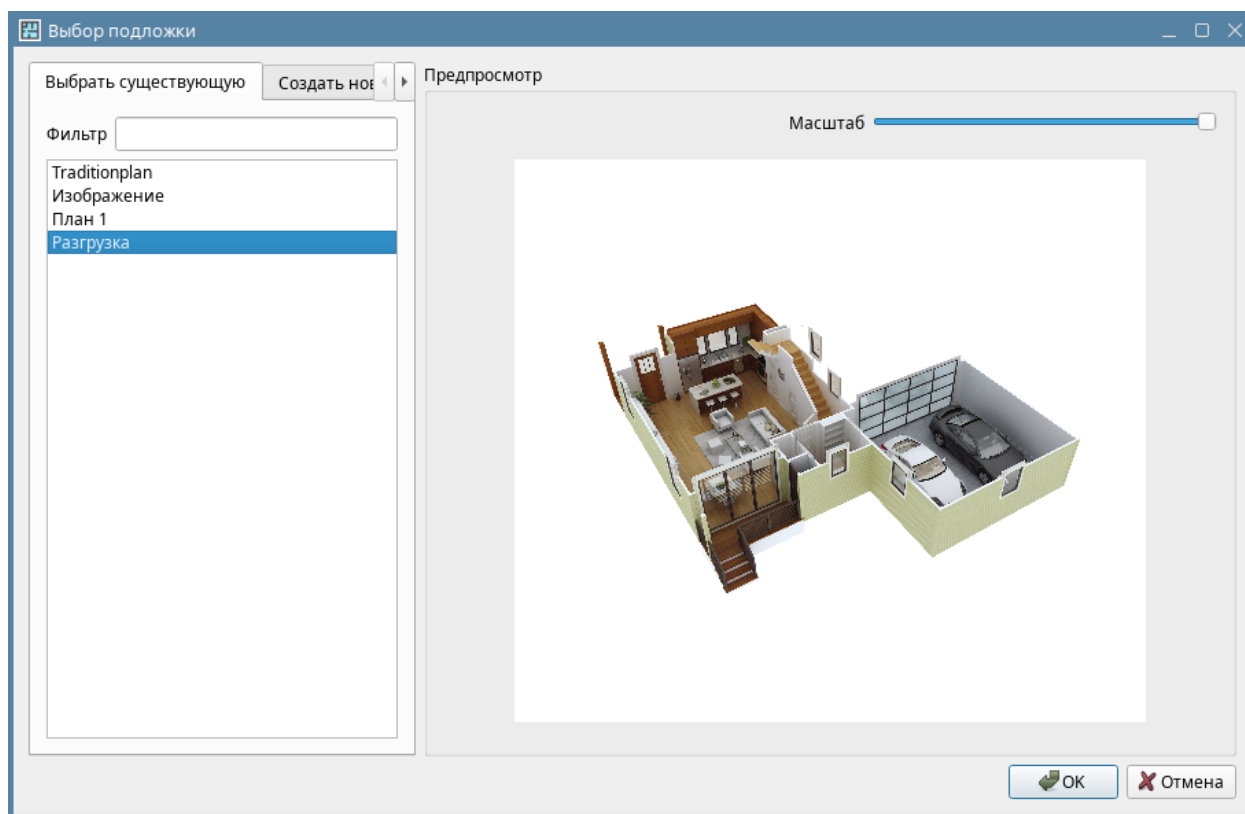 Выбор подложки
Выбрать существующую
Создать нов
Предпросмотр
Фильтр
Масштаб
Traditionplan
Изображение
План 1
Разгрузка
OK
Отмена